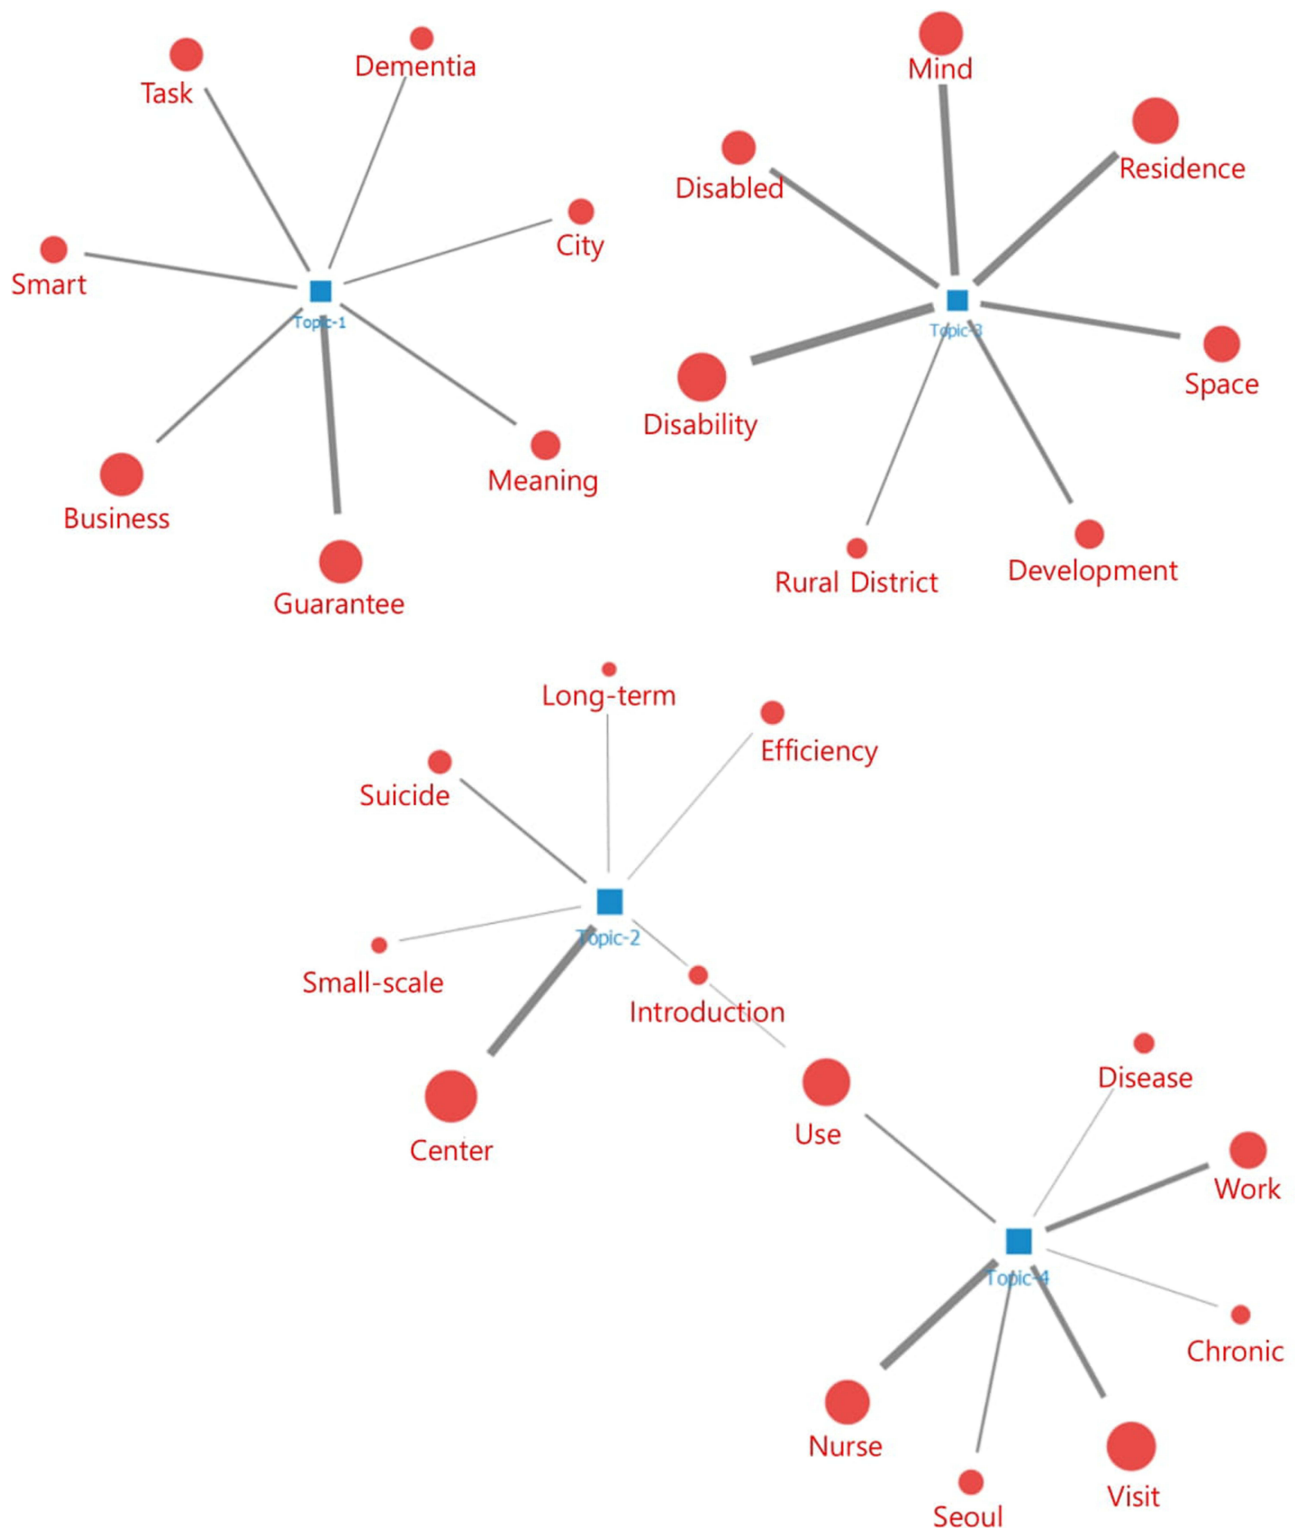 Dementia
Task
City
Smart
Topic-1
Meaning
Business
Guarantee
Mind
Residence
Disabled
Topic-3
Space
Disability
Development
Rural District
Long-term
Efficiency
Suicide
Topic-2
Small-scale
Introduction
Center
Use
Disease
Work
Topic-4
Chronic
Nurse
Visit
Seoul